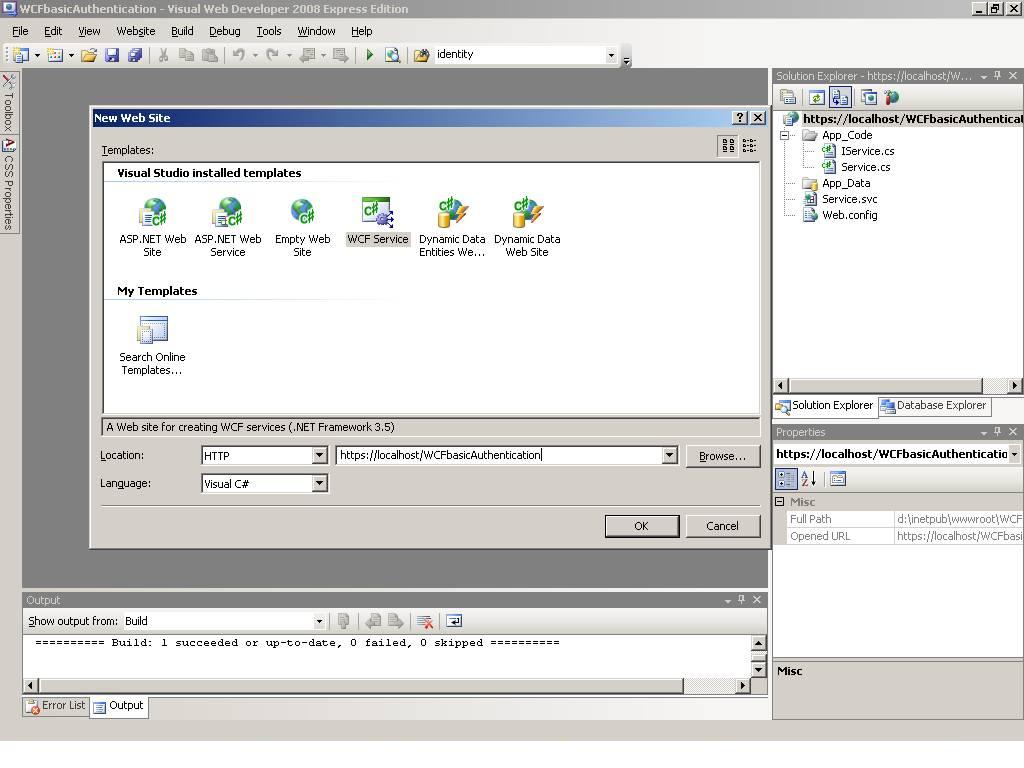 WCFbasicAuthentication - Visual Web Developer 2008 Express Edition
File Edit View Website Build Debug Tools Window Help
identity
Toolbox
CSS Properties
New Web Site
Templates:
Visual Studio installed templates
ASP.NET Web Site
ASP.NET Web Service
Empty Web Site
WCF Service
Dynamic Data Entities We...
Dynamic Data Web Site
My Templates
Search Online Templates...
A Web site for creating WCF services (.NET Framework 3.5)
Location: HTTP https://localhost/WCFbasicAuthentication Browse...
Language: Visual C#
OK Cancel
Solution Explorer - https://localhost/W...
https://localhost/WCFbasicAuthenticat
App_Code
IService.cs
Service.cs
App_Data
Service.svc
Web.config
Solution Explorer Database Explorer
Properties
https://localhost/WCFbasicAuthenticatio
Misc
Full Path d:\inetpub\wwwroot\WCF
Opened URL https://localhost/WCFbasi
Misc
Output
Show output from: Build
========== Build: 1 succeeded or up-to-date, 0 failed, 0 skipped ==========
Error List Output